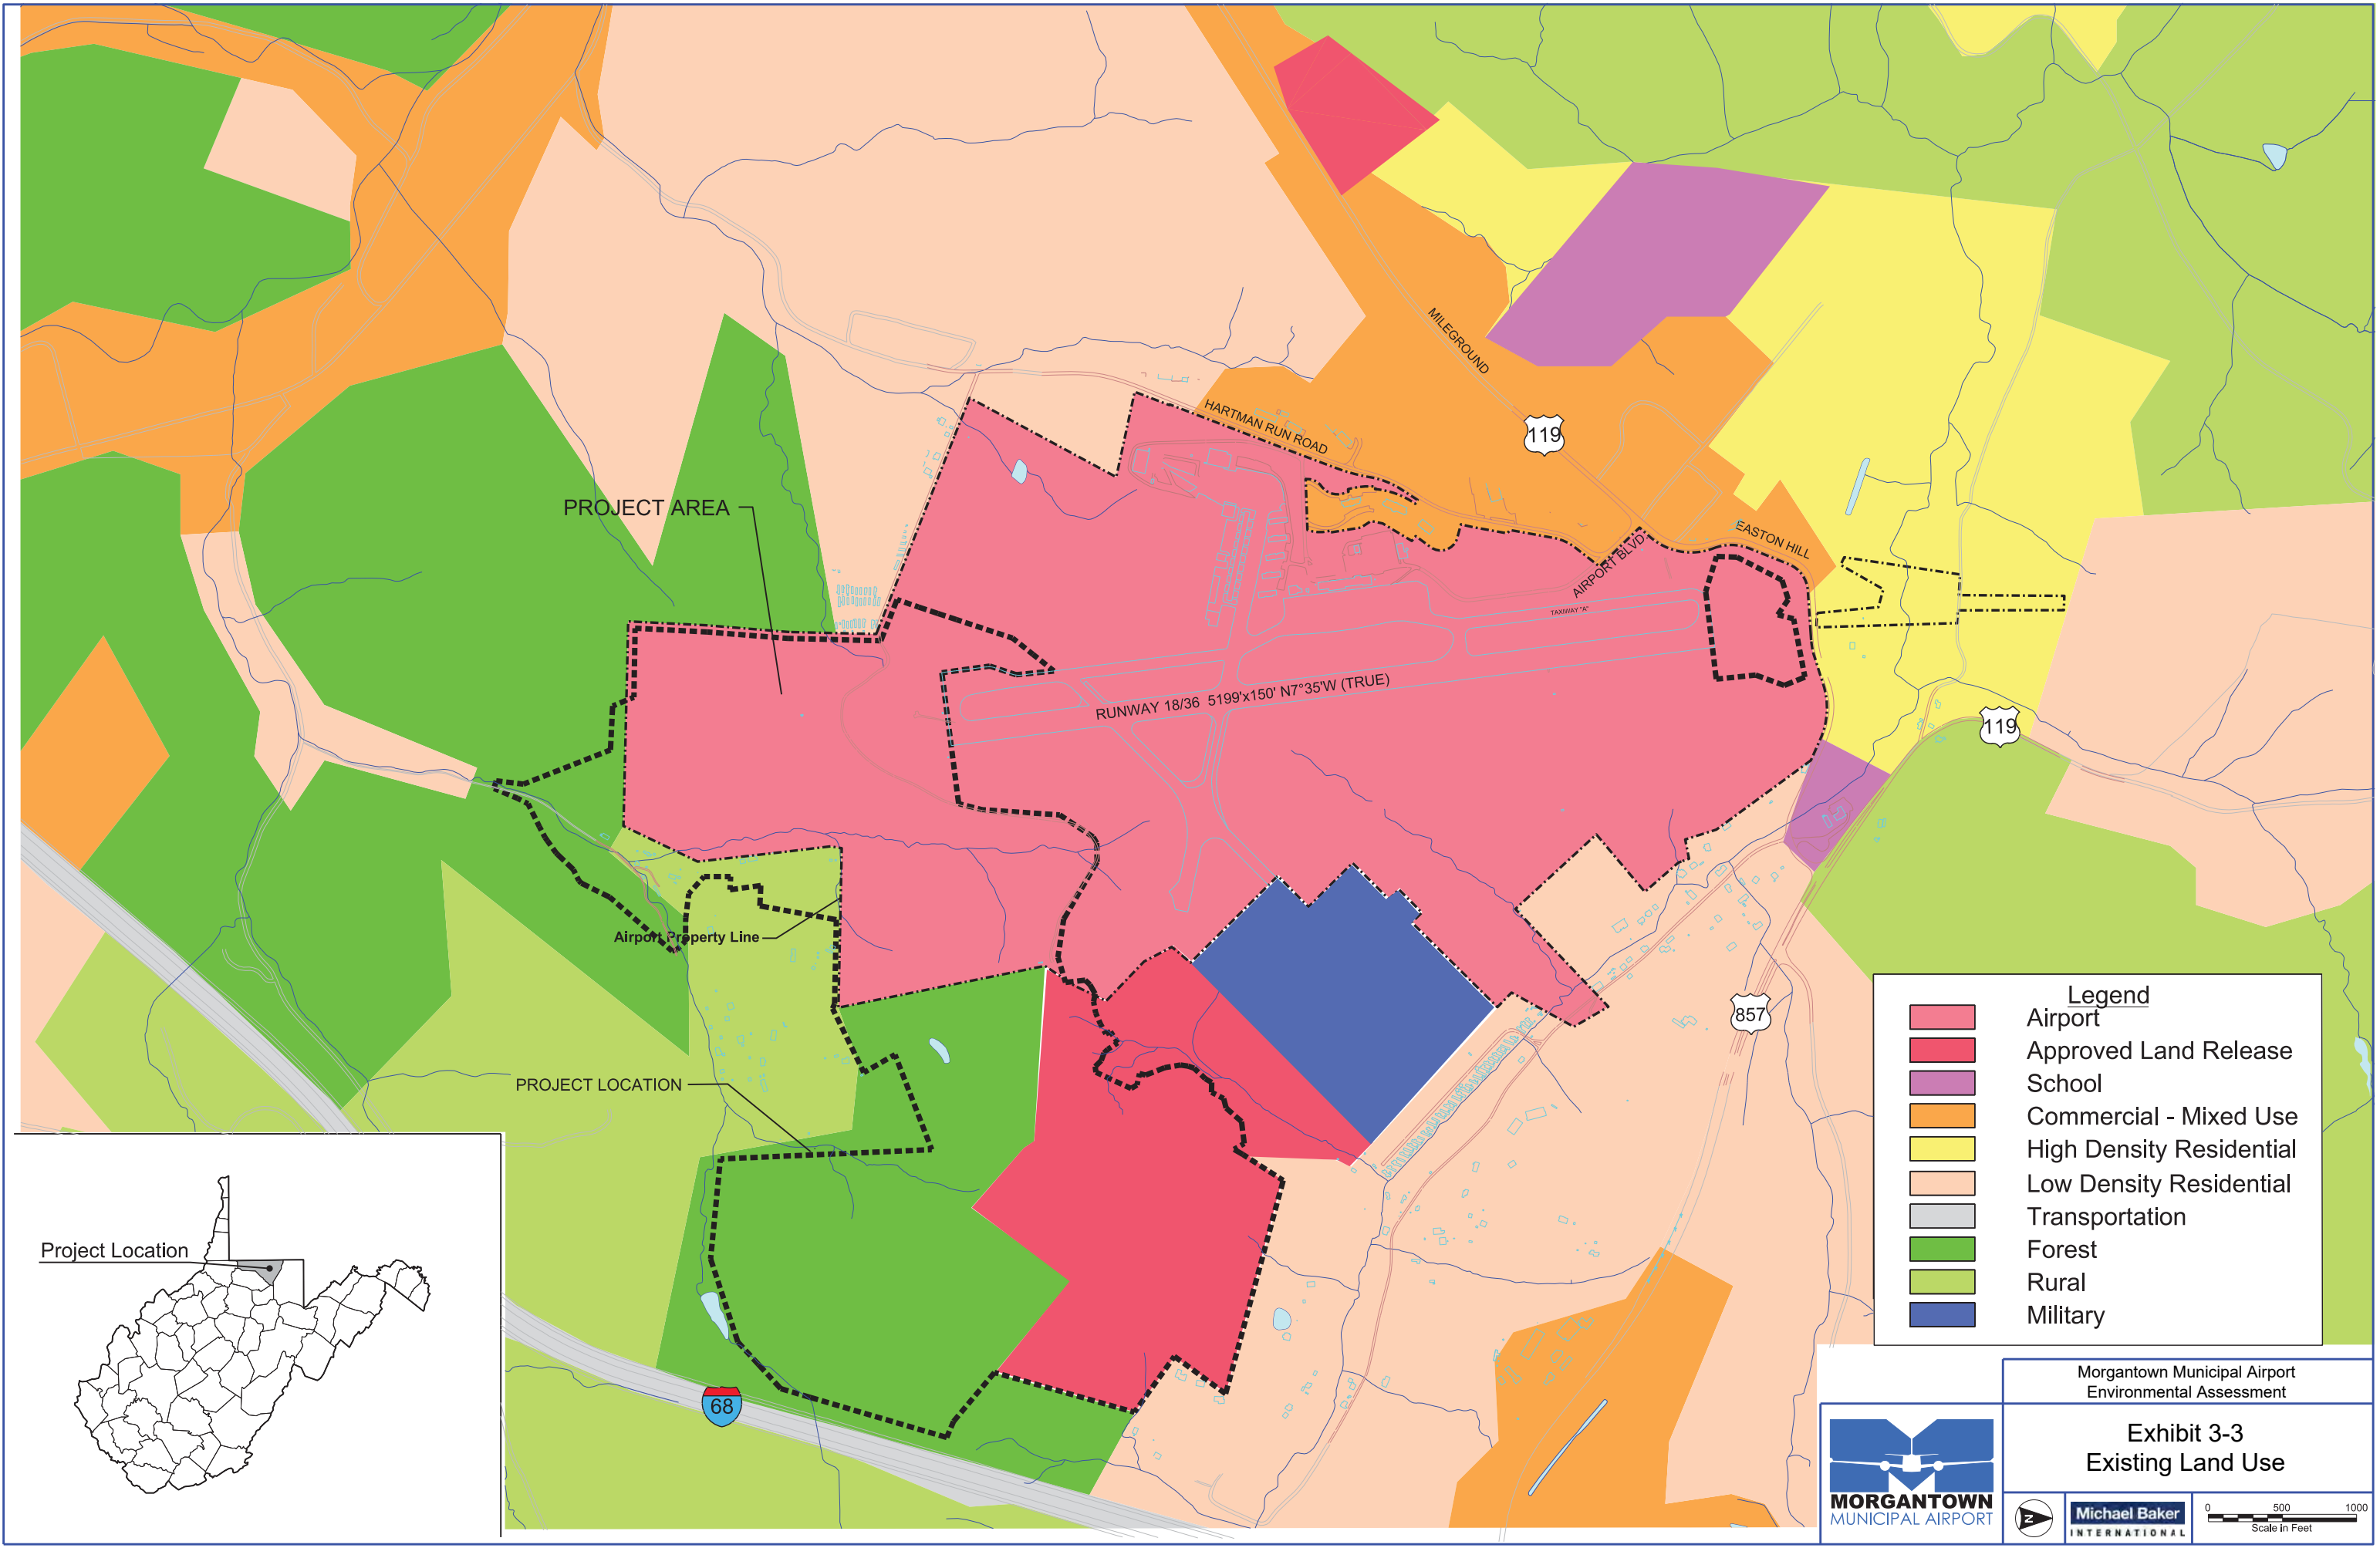 MILEGROUND
119
HARTMAN RUN ROAD
PROJECT AREA
EASTON HILL
AIRPORT BLVD
TAXIWAY "A"
RUNWAY 18/36 5199'x150' N7°35'W (TRUE)
119
Airport Property Line
857
PROJECT LOCATION
68
Project Location
Legend
Airport
Approved Land Release
School
Commercial - Mixed Use
High Density Residential
Low Density Residential
Transportation
Forest
Rural
Military
Morgantown Municipal Airport
Environmental Assessment
Exhibit 3-3
Existing Land Use
MORGANTOWN
MUNICIPAL AIRPORT
N
Michael Baker
INTERNATIONAL
0 500 1000
Scale in Feet